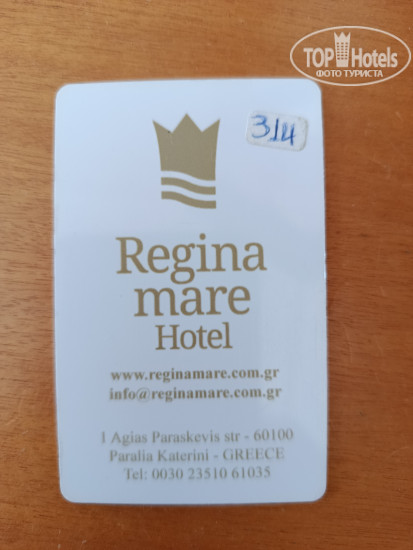 TOP Hotels
ФОТО ТУРИСТА
314
Regina
mare
Hotel
www.reginamare.com.gr
info@reginamare.com.gr
1 Agias Paraskevis str - 60100
Paralia Katerini - GREECE
Tel: 0030 23510 61035